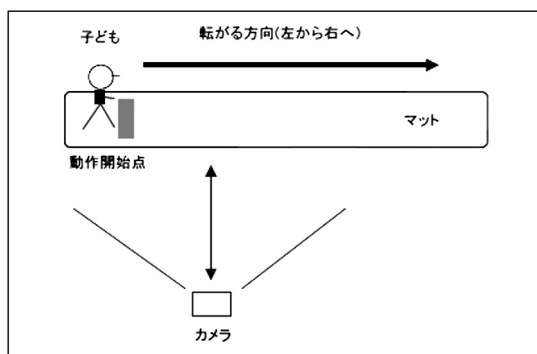 子ども
転がる方向(左から右へ)
マット
動作開始点
カメラ